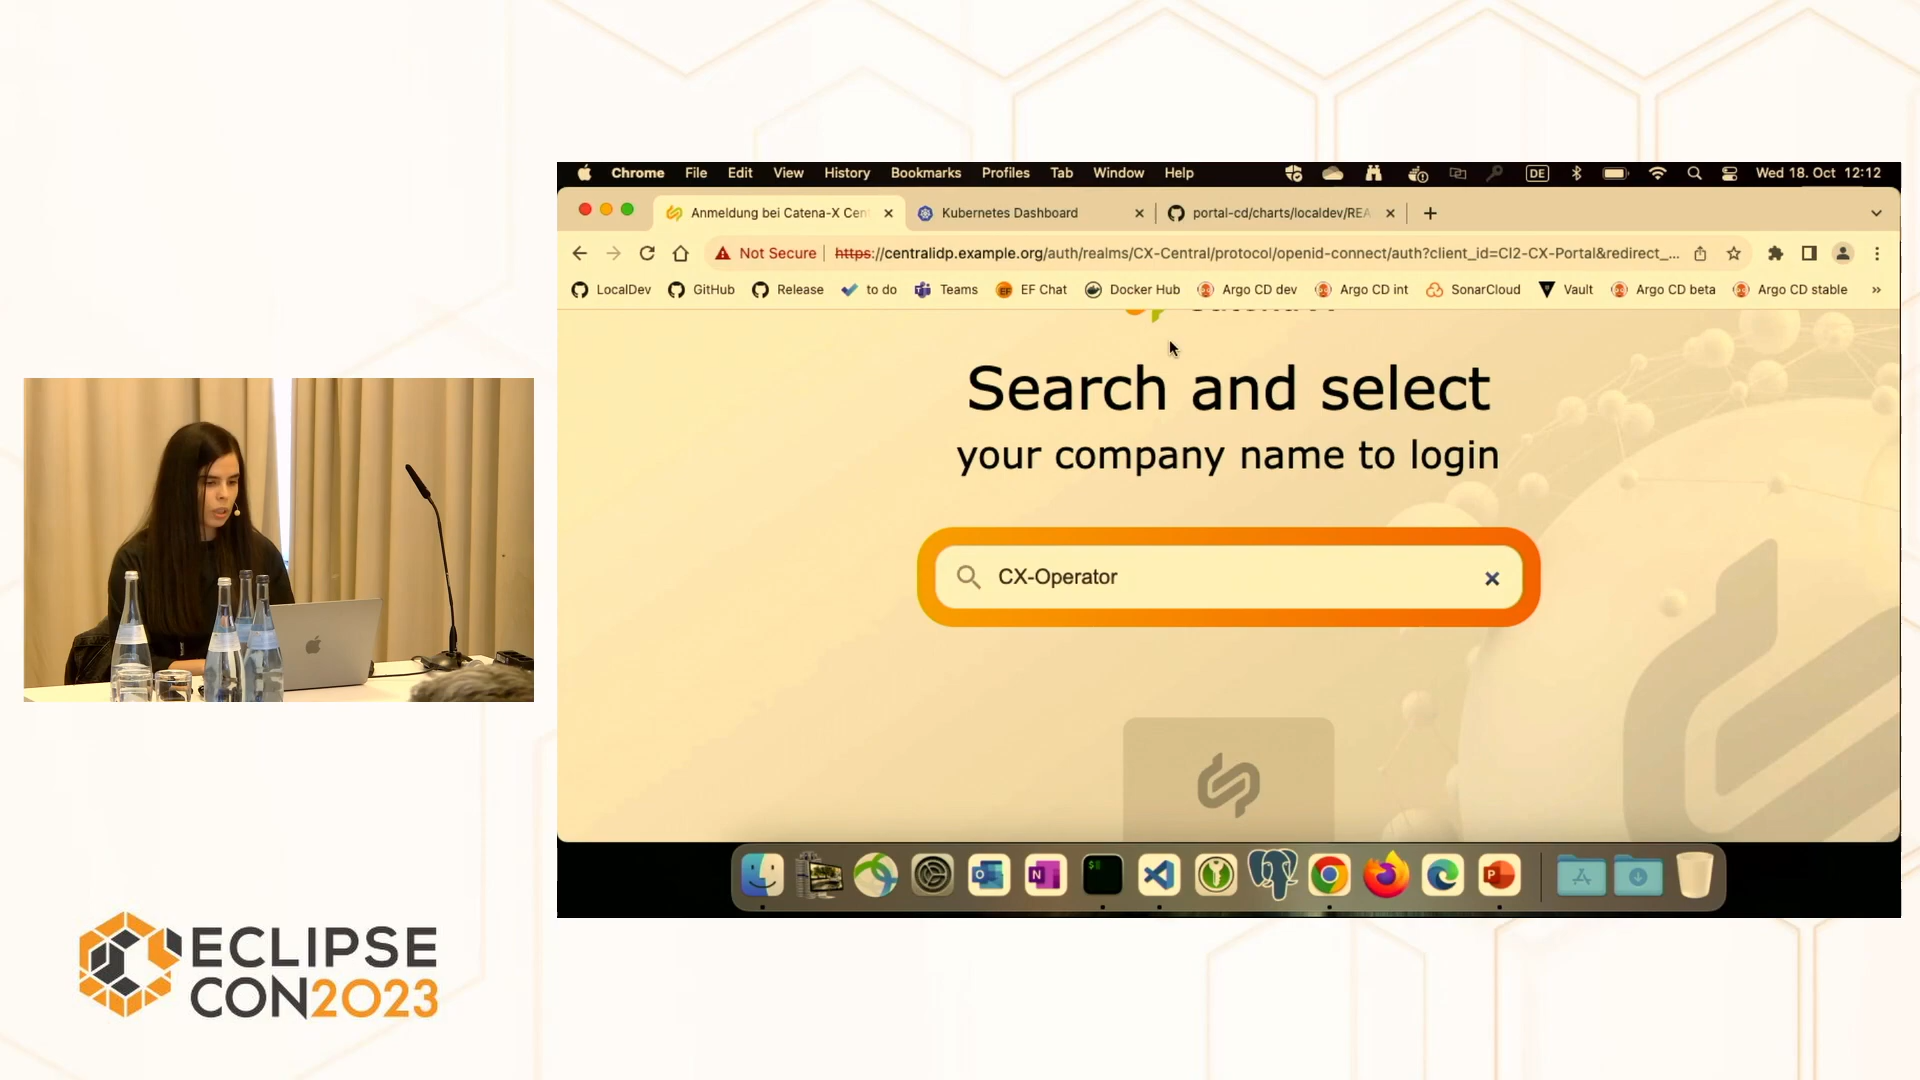 Chrome File Edit View History Bookmarks Profiles Tab Window Help DE Wed 18. Oct 12:12
Anmeldung bei Catena-X Cen Kubernetes Dashboard portal-cd/charts/localdev/REA
Not Secure https://centralidp.example.org/auth/realms/CX-Central/protocol/openid-connect/auth?client_id=Cl2-CX-Portal&redirect_...
LocalDev GitHub Release to do Teams EF Chat Docker Hub Argo CD dev Argo CD int SonarCloud Vault Argo CD beta Argo CD stable »
Search and select
your company name to login
CX-Operator
ECLIPSE
CON2023